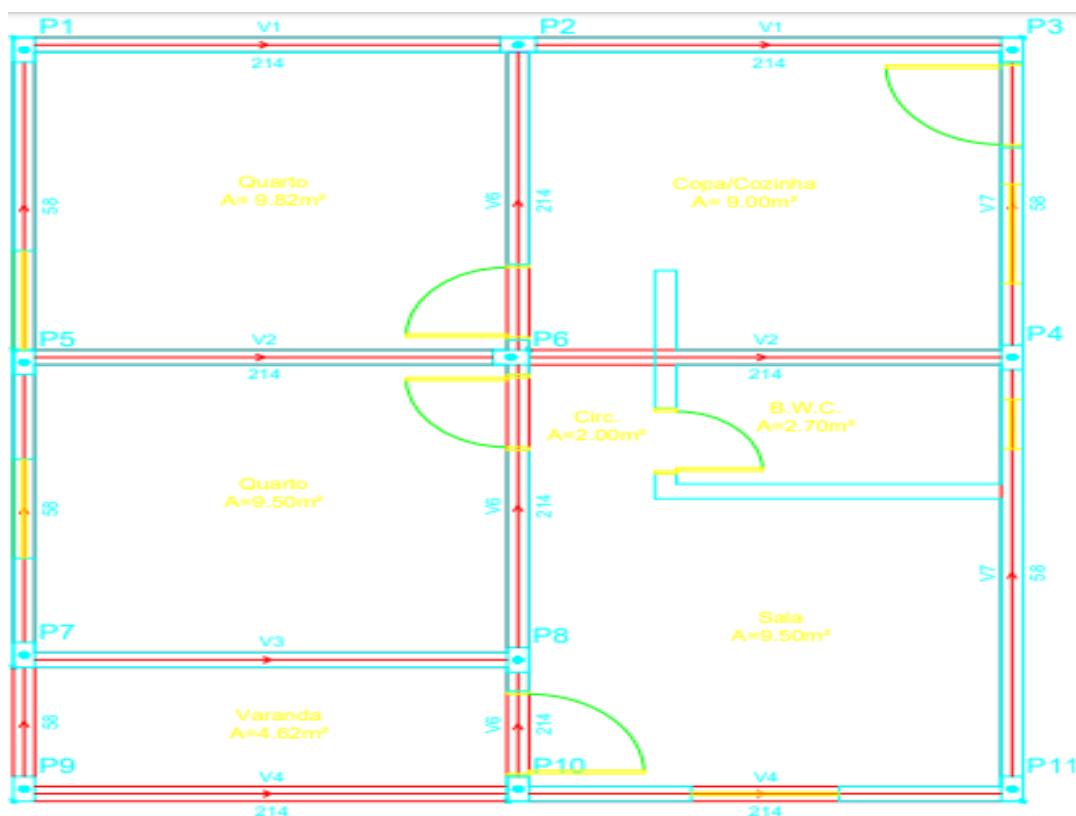 P1
V1
P2
V1
P3
214
214
Quarto
A= 9.82m²
Copa/Cozinha
A= 9.00m²
58
V6
214
V7
58
P5
V2
P6
V2
P4
214
214
Circ.
A=2.00m²
B.W.C.
A=2.70m²
Quarto
A=9.50m²
58
V6
214
V7
58
Sala
A=9.50m²
P7
V3
P8
Varanda
A=4.62m²
58
V6
214
P9
V4
P10
V4
P11
214
214